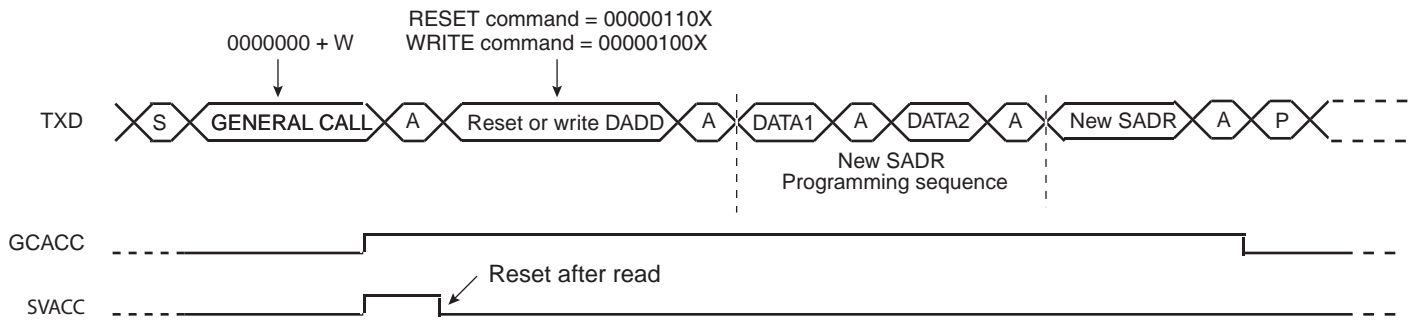 RESET command = 00000110X
0000000 + W WRITE command = 00000100X
TXD S GENERAL CALL A Reset or write DADD A DATA1 A DATA2 A New SADR A P
New SADR
Programming sequence
GCACC
Reset after read
SVACC